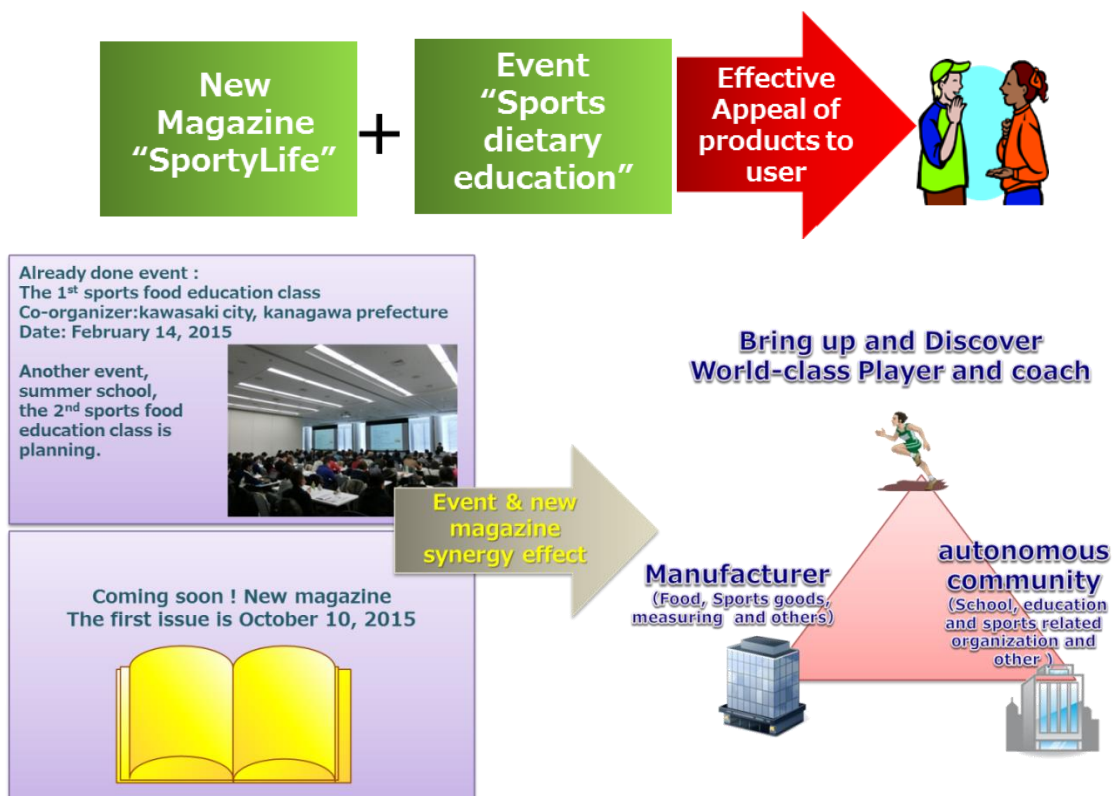 New
Magazine
“SportyLife”
+
Event
“Sports
dietary
education”
Effective
Appeal of
products to
user
Already done event :
The 1st sports food education class
Co-organizer:kawasaki city, kanagawa prefecture
Date: February 14, 2015
Another event,
summer school,
the 2nd sports food
education class is
planning.
Event & new
magazine
synergy effect
Coming soon ! New magazine
The first issue is October 10, 2015
Bring up and Discover
World-class Player and coach
Manufacturer
(Food, Sports goods,
measuring and others)
autonomous
community
(School, education
and sports related
organization and
other )